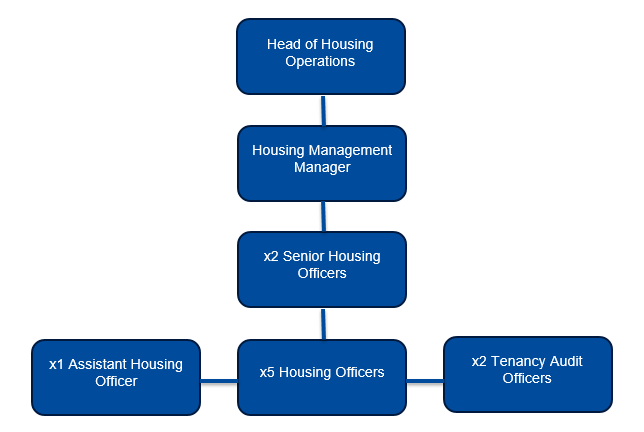 Head of Housing
Operations
Housing Management
Manager
x2 Senior Housing
Officers
x1 Assistant Housing
Officer
x5 Housing Officers
x2 Tenancy Audit
Officers